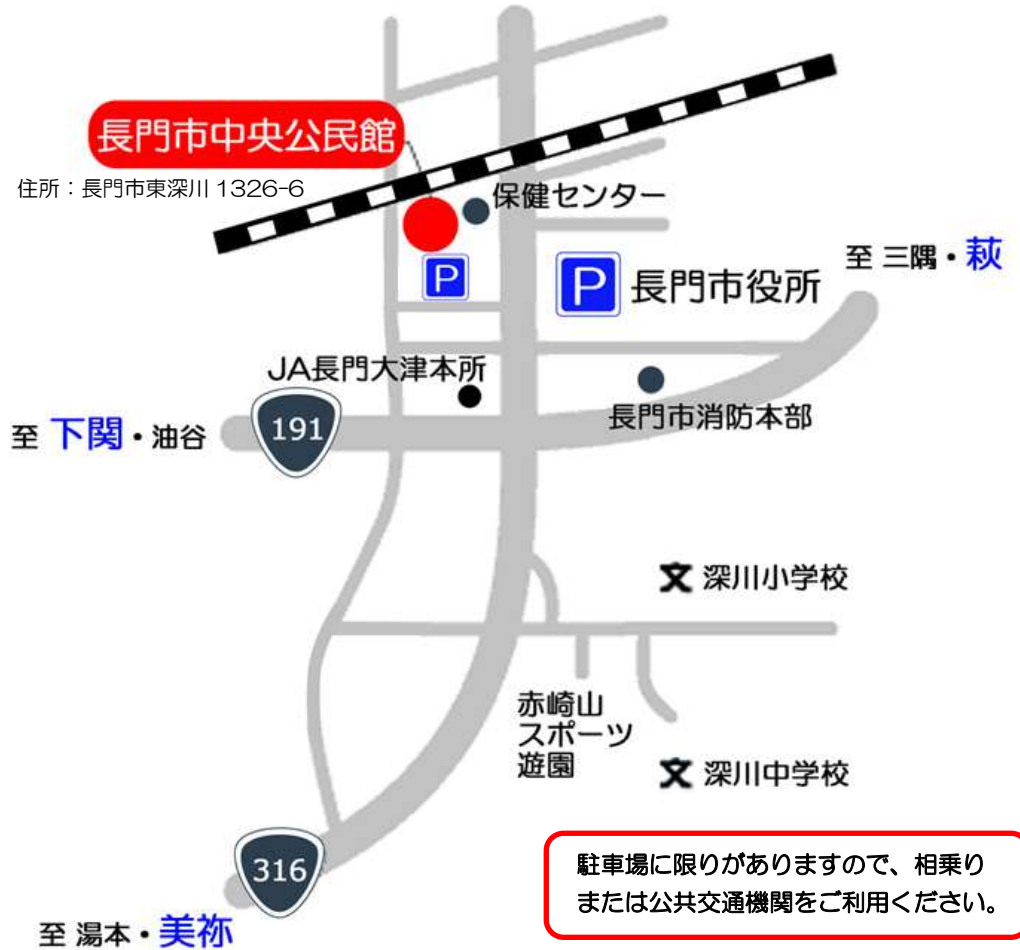 長門市中央公民館
住所：長門市東深川 1326-6
保健センター
至 三隅・萩
P
P 長門市役所
JA長門大津本所
長門市消防本部
至 下関・油谷
191
文 深川小学校
赤崎山
スポーツ
遊園
文 深川中学校
316
駐車場に限りがありますので、相乗り
または公共交通機関をご利用ください。
至 湯本・美祢